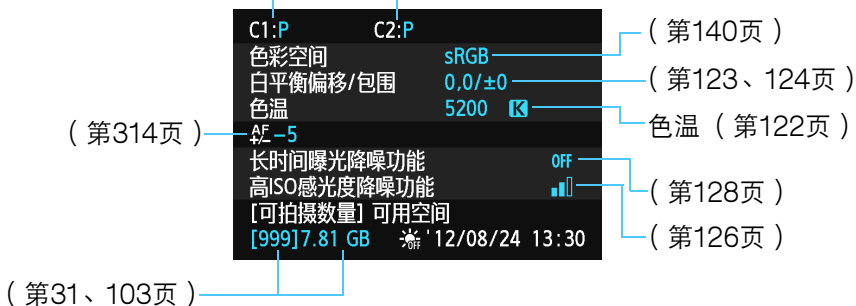 C1:P C2:P
色彩空间 sRGB （第140页）
白平衡偏移/包围 0,0/±0 （第123、124页）
色温 5200 K 色温（第122页）
（第314页） AF+/− −5
长时间曝光降噪功能 OFF （第128页）
高ISO感光度降噪功能 （第126页）
[可拍摄数量] 可用空间
[999]7.81 GB OFF '12/08/24 13:30
（第31、103页）